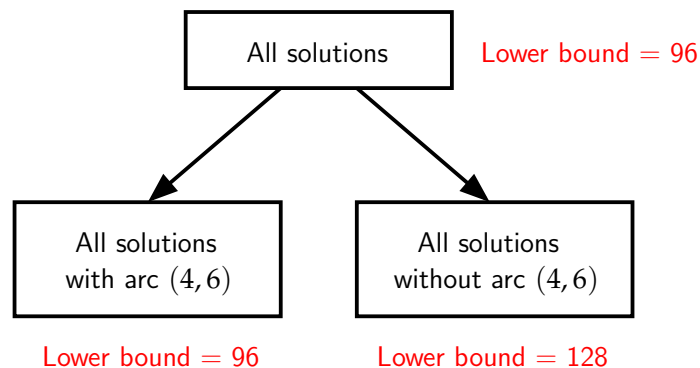 All solutions
Lower bound = 96
All solutions
with arc (4, 6)
All solutions
without arc (4, 6)
Lower bound = 96
Lower bound = 128